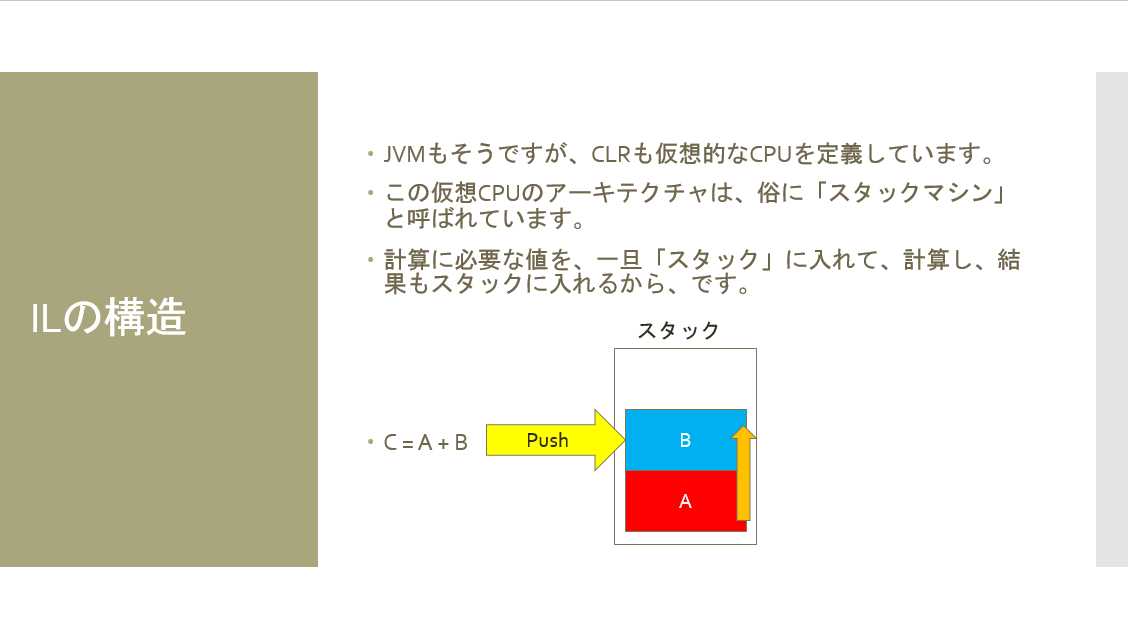 ILの構造
• JVMもそうですが、CLRも仮想的なCPUを定義しています。
• この仮想CPUのアーキテクチャは、俗に「スタックマシン」
と呼ばれています。
• 計算に必要な値を、一旦「スタック」に入れて、計算し、結
果もスタックに入れるから、です。
スタック
• C = A + B
Push
B
A